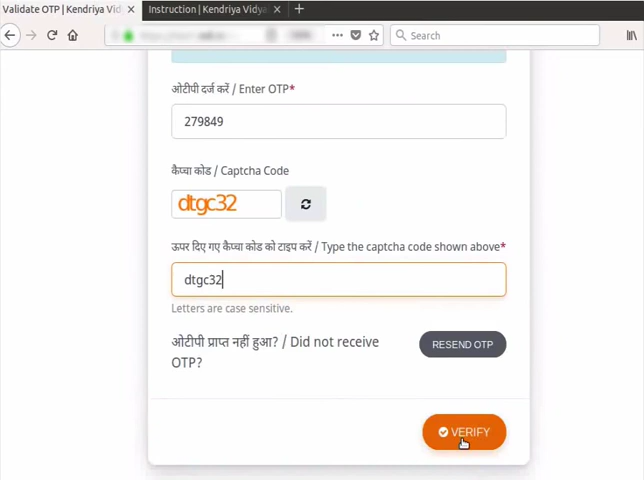 Validate OTP | Kendriya Vid
Instruction | Kendriya Vidya
Search
ओटीपी दर्ज करें / Enter OTP*
279849
कैप्चा कोड / Captcha Code
dtgc32
ऊपर दिए गए कैप्चा कोड को टाइप करें / Type the captcha code shown above*
dtgc32
Letters are case sensitive.
ओटीपी प्राप्त नहीं हुआ? / Did not receive
OTP?
RESEND OTP
VERIFY